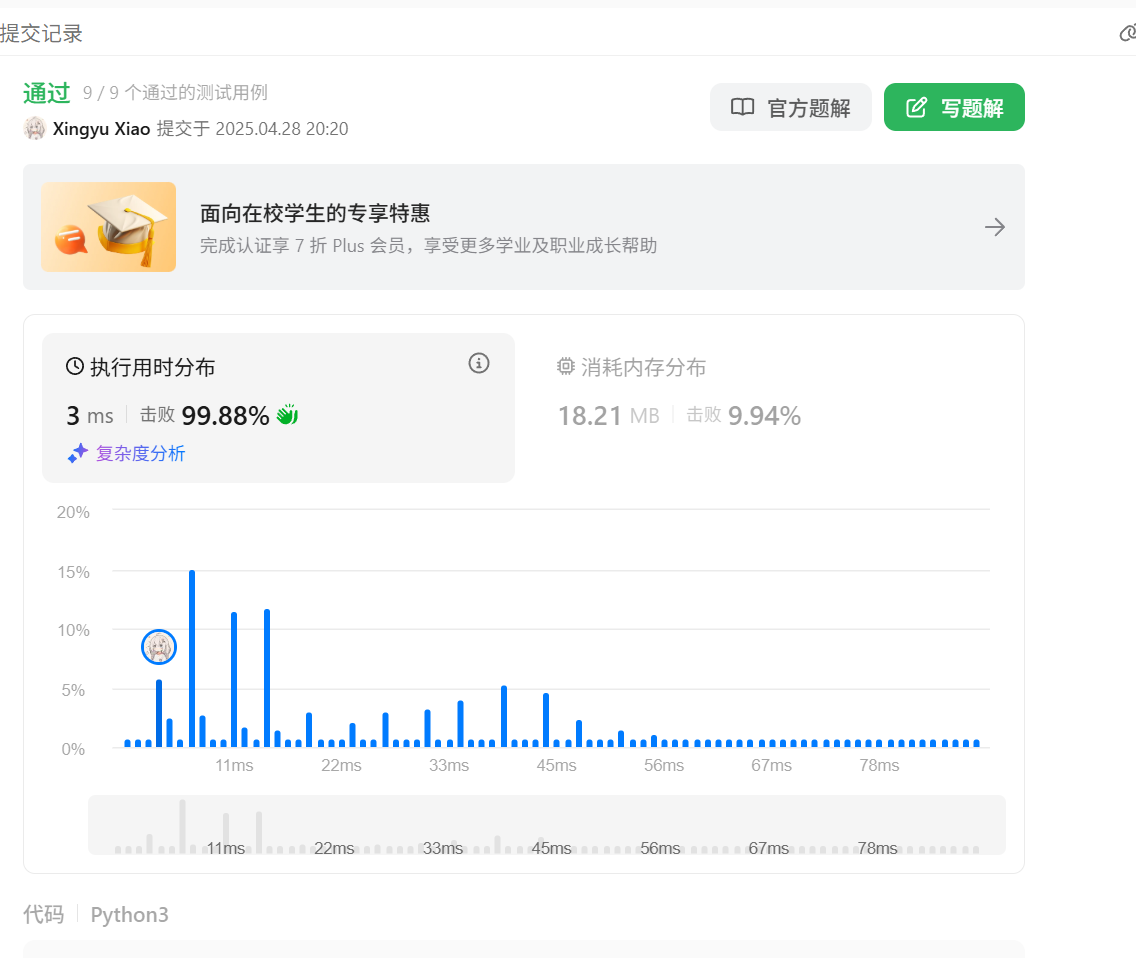 提交记录
通过 9 / 9 个通过的测试用例
官方题解
写题解
Xingyu Xiao 提交于 2025.04.28 20:20
面向在校学生的专享特惠
完成认证享 7 折 Plus 会员，享受更多学业及职业成长帮助
执行用时分布
3 ms 击败 99.88%
复杂度分析
消耗内存分布
18.21 MB 击败 9.94%
20%
15%
10%
5%
0%
11ms 22ms 33ms 45ms 56ms 67ms 78ms
11ms 22ms 33ms 45ms 56ms 67ms 78ms
代码 Python3